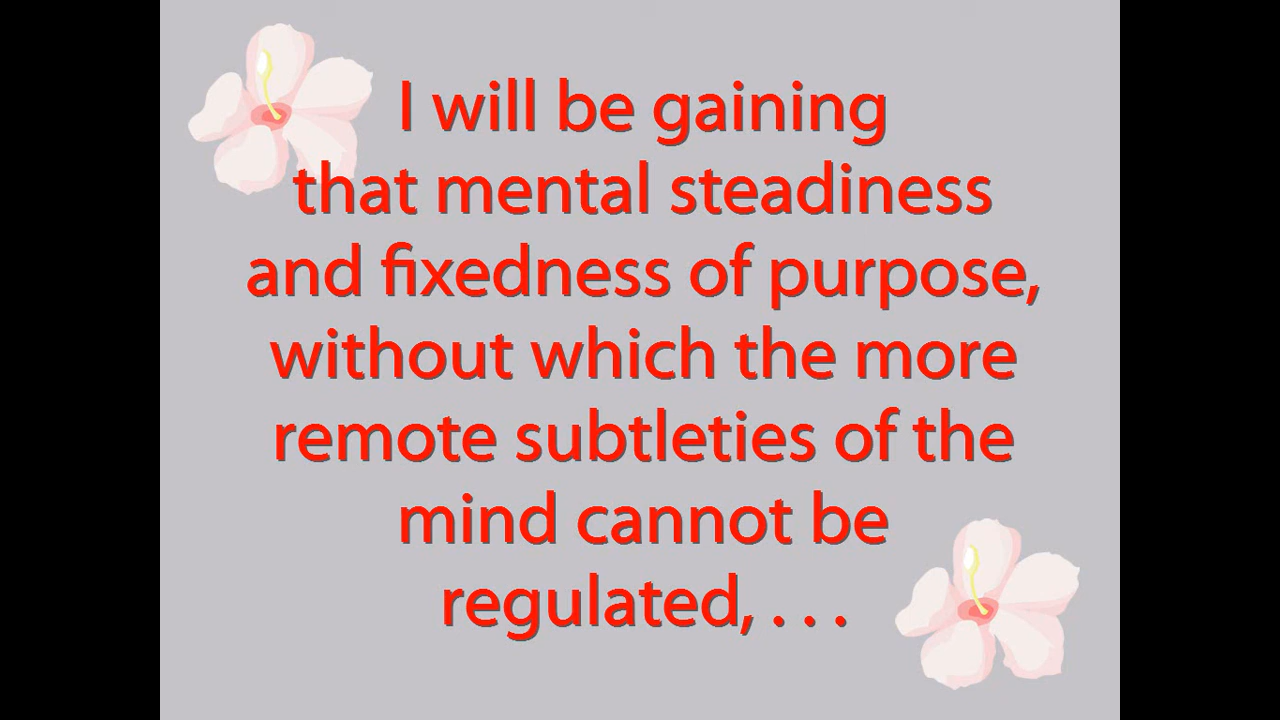 I will be gaining
that mental steadiness
and fixedness of purpose,
without which the more
remote subtleties of the
mind cannot be
regulated, . . .